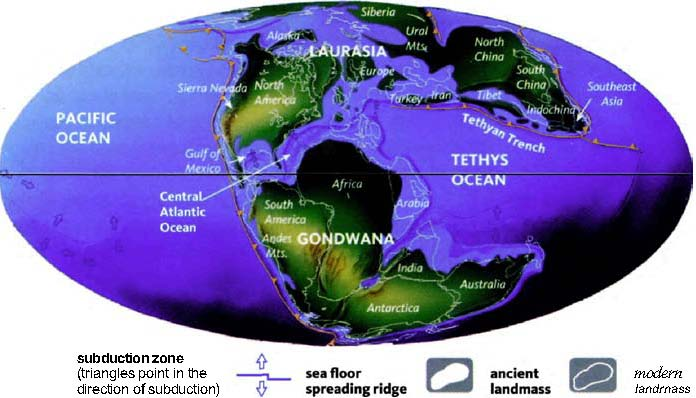 Siberia
Alaska
LAURASIA
Ural
Mts.
North
China
Europe
South
China
Sierra Nevada
North
America
Turkey
Iran
Tibet
Southeast
Asia
Indochina
PACIFIC
OCEAN
Tethyan Trench
Gulf of
Mexico
TETHYS
OCEAN
Central
Atlantic
Ocean
Africa
Arabia
South
America
Andes
Mts.
GONDWANA
India
Australia
Antarctica
subduction zone
(triangles point in the
direction of subduction)
sea floor
spreading ridge
ancient
landmass
modern
landmass